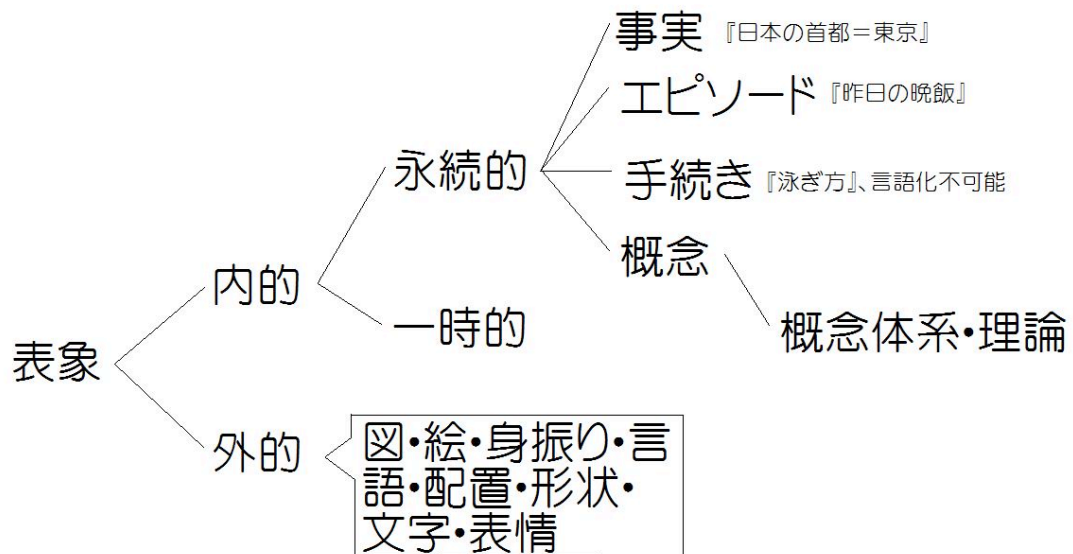 事実 『日本の首都＝東京』
エピソード 『昨日の晩飯』
永続的
手続き 『泳ぎ方』、言語化不可能
概念
内的
一時的
概念体系・理論
表象
外的
図・絵・身振り・言
語・配置・形状・
文字・表情